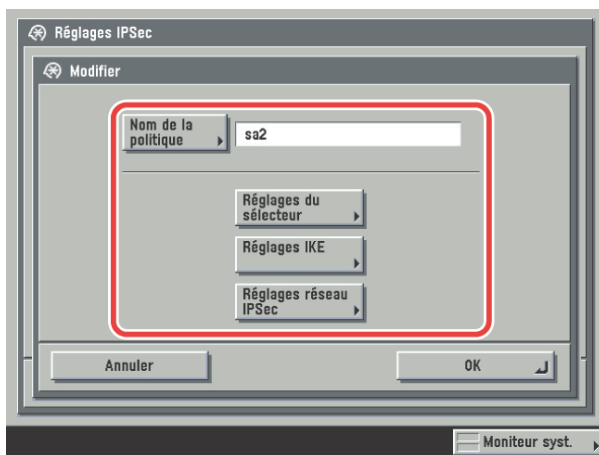 Réglages IPSec
Modifier
Nom de la
politique
sa2
Réglages du
sélecteur
Réglages IKE
Réglages réseau
IPSec
Annuler
OK
Moniteur syst.